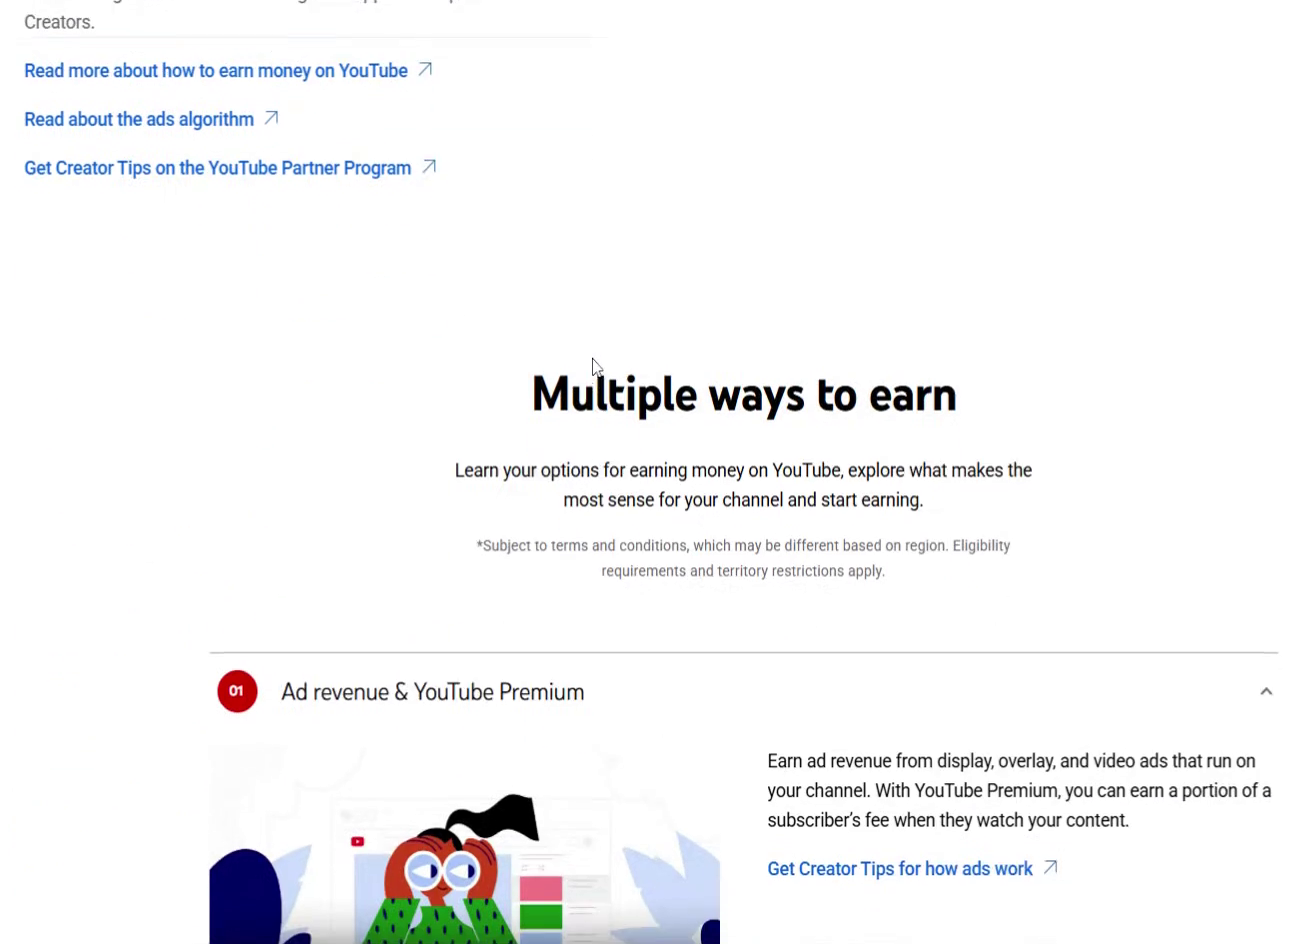 Creators.
Read more about how to earn money on YouTube
Read about the ads algorithm
Get Creator Tips on the YouTube Partner Program
Multiple ways to earn
Learn your options for earning money on YouTube, explore what makes the
most sense for your channel and start earning.
*Subject to terms and conditions, which may be different based on region. Eligibility
requirements and territory restrictions apply.
01 Ad revenue & YouTube Premium
Earn ad revenue from display, overlay, and video ads that run on
your channel. With YouTube Premium, you can earn a portion of a
subscriber's fee when they watch your content.
Get Creator Tips for how ads work